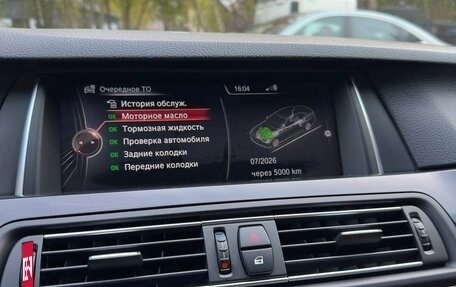 Очередное ТО
16:04
История обслуж.
OK Моторное масло
OK Тормозная жидкость
OK Проверка автомобиля
OK Задние колодки
OK Передние колодки
07/2026
через 5000 km